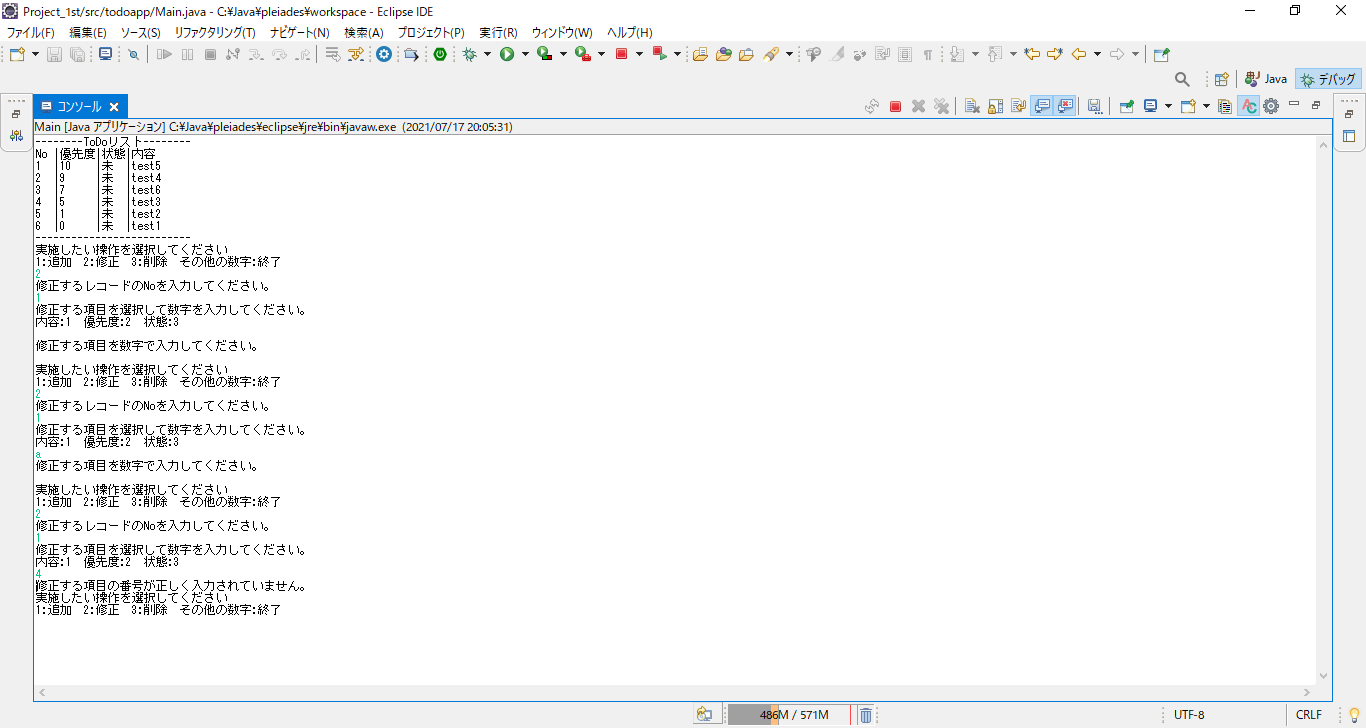 Project_1st/src/todoapp/Main.java - C:¥Java¥pleiades¥workspace - Eclipse IDE
ファイル(F) 編集(E) ソース(S) リファクタリング(T) ナビゲート(N) 検索(A) プロジェクト(P) 実行(R) ウィンドウ(W) ヘルプ(H)
Java デバッグ
コンソール
Main [Java アプリケーション] C:¥Java¥pleiades¥eclipse¥jre¥bin¥javaw.exe (2021/07/17 20:05:31)
--------ToDoリスト--------
No |優先度|状態|内容
1 |10 |未 |test5
2 |9 |未 |test4
3 |7 |未 |test6
4 |5 |未 |test3
5 |1 |未 |test2
6 |0 |未 |test1
--------------------------
実施したい操作を選択してください
1:追加 2:修正 3:削除 その他の数字:終了
2
修正するレコードのNoを入力してください。
1
修正する項目を選択して数字を入力してください。
内容:1 優先度:2 状態:3
修正する項目を数字で入力してください。
実施したい操作を選択してください
1:追加 2:修正 3:削除 その他の数字:終了
2
修正するレコードのNoを入力してください。
1
修正する項目を選択して数字を入力してください。
内容:1 優先度:2 状態:3
a
修正する項目を数字で入力してください。
実施したい操作を選択してください
1:追加 2:修正 3:削除 その他の数字:終了
2
修正するレコードのNoを入力してください。
1
修正する項目を選択して数字を入力してください。
内容:1 優先度:2 状態:3
4
修正する項目の番号が正しく入力されていません。
実施したい操作を選択してください
1:追加 2:修正 3:削除 その他の数字:終了
486M / 571M UTF-8 CRLF